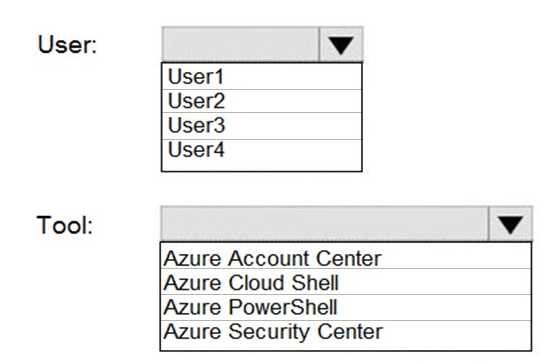 User:
User1
User2
User3
User4
Tool:
Azure Account Center
Azure Cloud Shell
Azure PowerShell
Azure Security Center